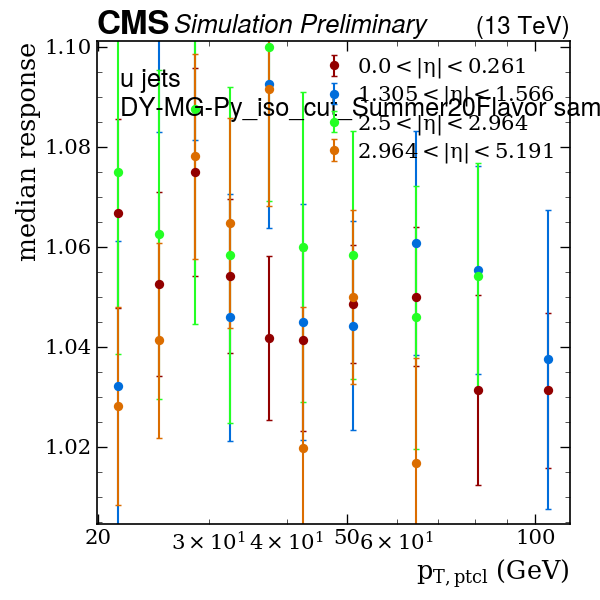 CMS Simulation Preliminary (13 TeV)
median response
1.10
1.08
1.06
1.04
1.02
u jets
DY-MG-Py_iso_cut_Summer20Flavor sam
0.0 < |η| < 0.261
1.305 < |η| < 1.566
2.5 < |η| < 2.964
2.964 < |η| < 5.191
20 3 × 10¹ 4 × 10¹ 50 6 × 10¹ 100
p_T,ptcl (GeV)